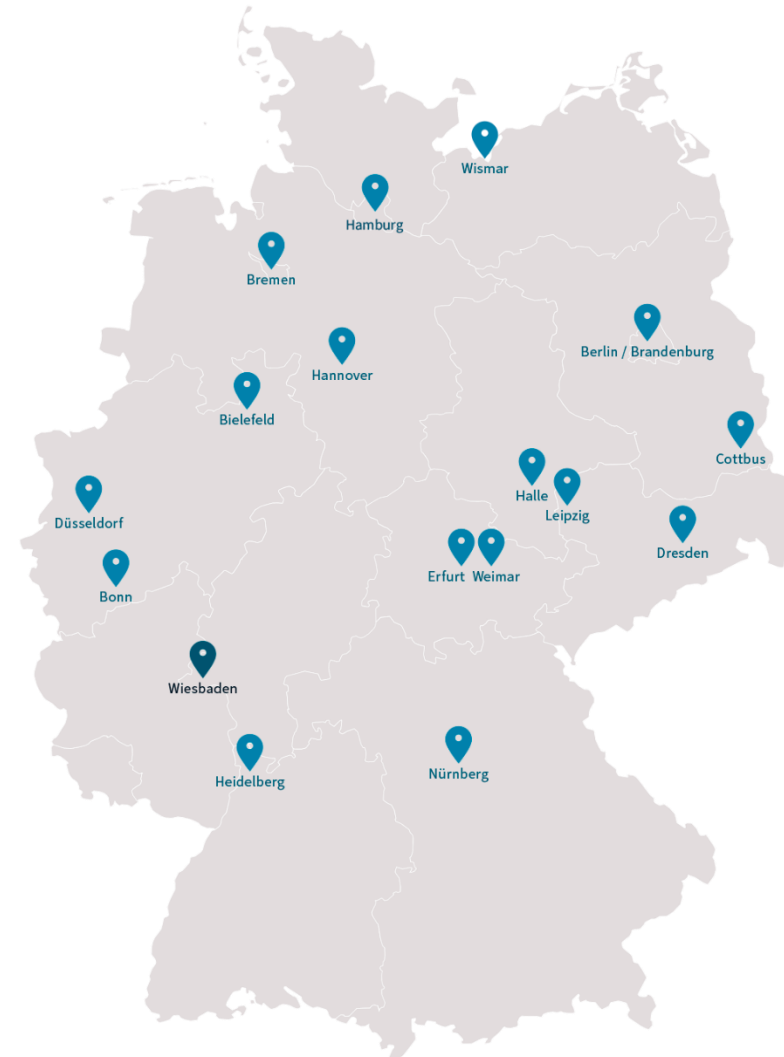 Wismar
Hamburg
Bremen
Berlin / Brandenburg
Hannover
Bielefeld
Cottbus
Halle
Leipzig
Düsseldorf
Dresden
Erfurt Weimar
Bonn
Wiesbaden
Nürnberg
Heidelberg